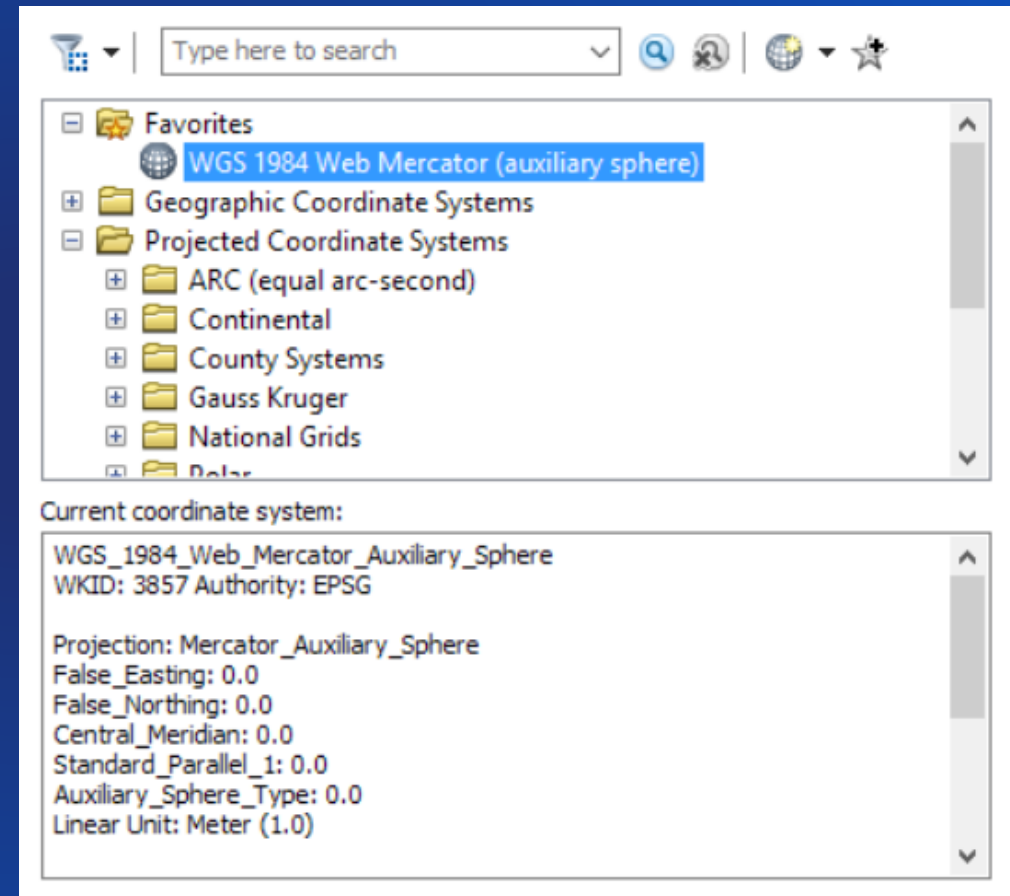 Type here to search
Favorites
WGS 1984 Web Mercator (auxiliary sphere)
Geographic Coordinate Systems
Projected Coordinate Systems
ARC (equal arc-second)
Continental
County Systems
Gauss Kruger
National Grids
Polar
Current coordinate system:
WGS_1984_Web_Mercator_Auxiliary_Sphere
WKID: 3857 Authority: EPSG
Projection: Mercator_Auxiliary_Sphere
False_Easting: 0.0
False_Northing: 0.0
Central_Meridian: 0.0
Standard_Parallel_1: 0.0
Auxiliary_Sphere_Type: 0.0
Linear Unit: Meter (1.0)